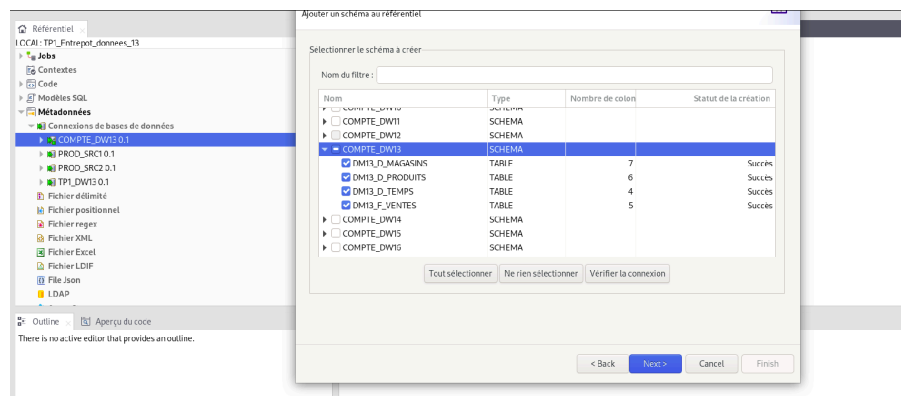 Référentiel
LOCAL: TP1_Entrepot_donnees_13
Jobs
Contextes
Code
Modèles SQL
Métadonnées
Connexions de bases de données
COMPTE_DW13 0.1
PROD_SRC1 0.1
PROD_SRC2 0.1
TP1_DW13 0.1
Fichier délimité
Fichier positionnel
Fichier regex
Fichier XML
Fichier Excel
Fichier LDIF
File Json
LDAP
Outline
Aperçu du coce
There is no active editor that provides an outline.
Ajouter un schéma au référentiel
Sélectionner le schéma à créer
Nom du filtre :
Nom Type Nombre de colon Statut de la création
COMPTE_DW11 SCHEMA
COMPTE_DW12 SCHEMA
COMPTE_DW13 SCHEMA
DM13_D_MAGASINS TABLE 7 Succès
DM13_D_PRODUITS TABLE 6 Succès
DM13_D_TEMPS TABLE 4 Succès
DM13_F_VENTES TABLE 5 Succès
COMPTE_DW14 SCHEMA
COMPTE_DW15 SCHEMA
COMPTE_DW16 SCHEMA
Tout sélectionner Ne rien sélectionner Vérifier la connexion
< Back Next > Cancel Finish